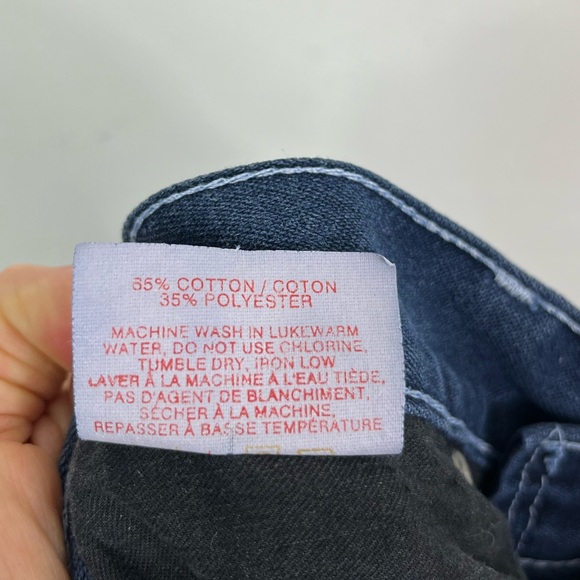 65% COTTON / COTON
35% POLYESTER
MACHINE WASH IN LUKEWARM
WATER, DO NOT USE CHLORINE,
TUMBLE DRY, IRON LOW
LAVER À LA MACHINE À L'EAU TIÈDE,
PAS D'AGENT DE BLANCHIMENT,
SÉCHER À LA MACHINE,
REPASSER À BASSE TEMPÉRATURE